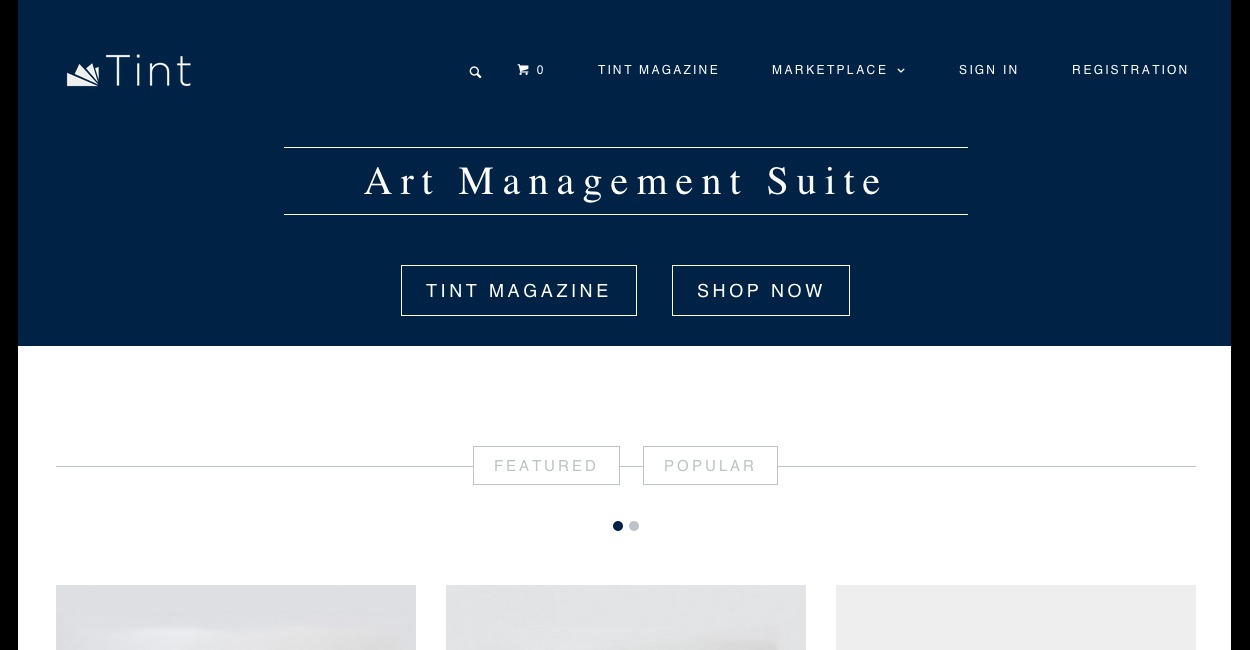 Tint
0
TINT MAGAZINE
MARKETPLACE
SIGN IN
REGISTRATION
Art Management Suite
TINT MAGAZINE
SHOP NOW
FEATURED
POPULAR